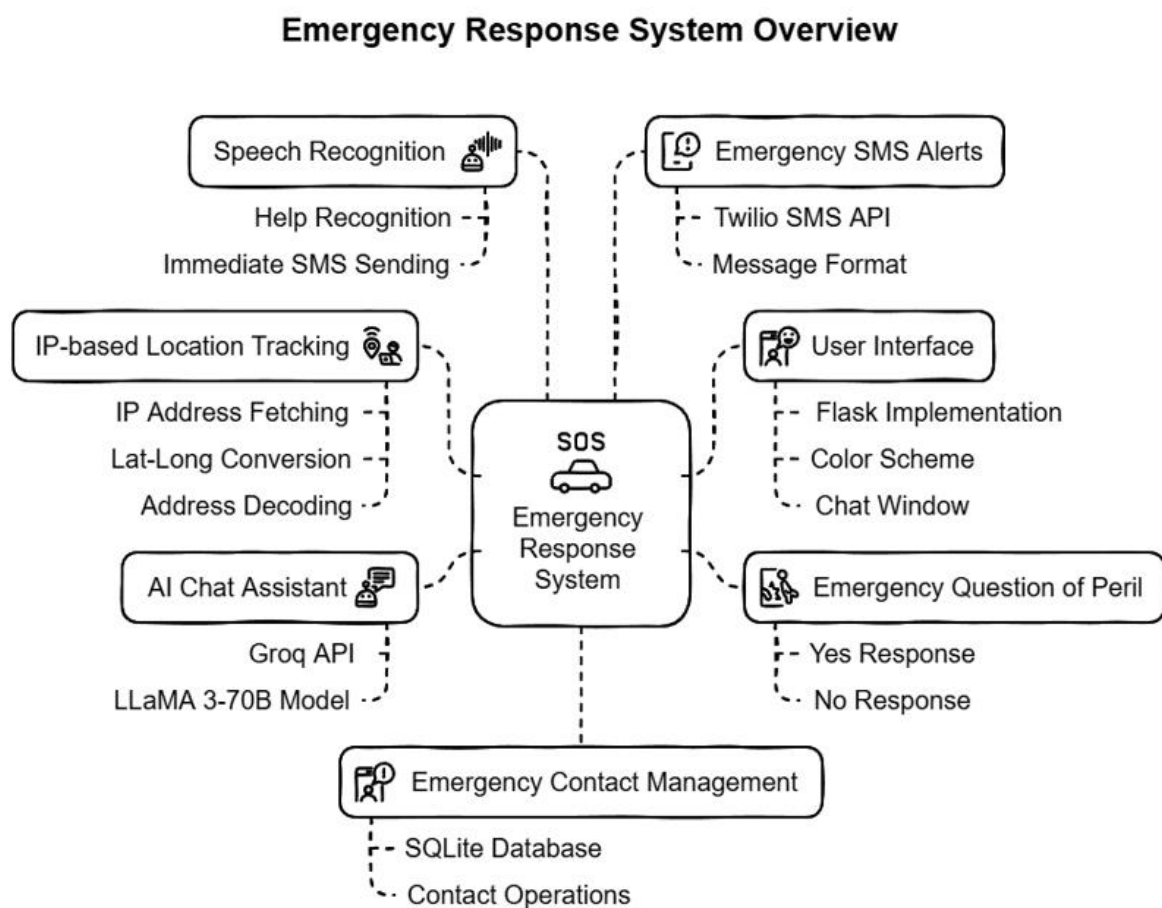 Emergency Response System Overview
Speech Recognition
Help Recognition
Immediate SMS Sending
Emergency SMS Alerts
Twilio SMS API
Message Format
IP-based Location Tracking
IP Address Fetching
Lat-Long Conversion
Address Decoding
User Interface
Flask Implementation
Color Scheme
Chat Window
SOS
Emergency
Response
System
AI Chat Assistant
Groq API
LLaMA 3-70B Model
Emergency Question of Peril
Yes Response
No Response
Emergency Contact Management
SQLite Database
Contact Operations